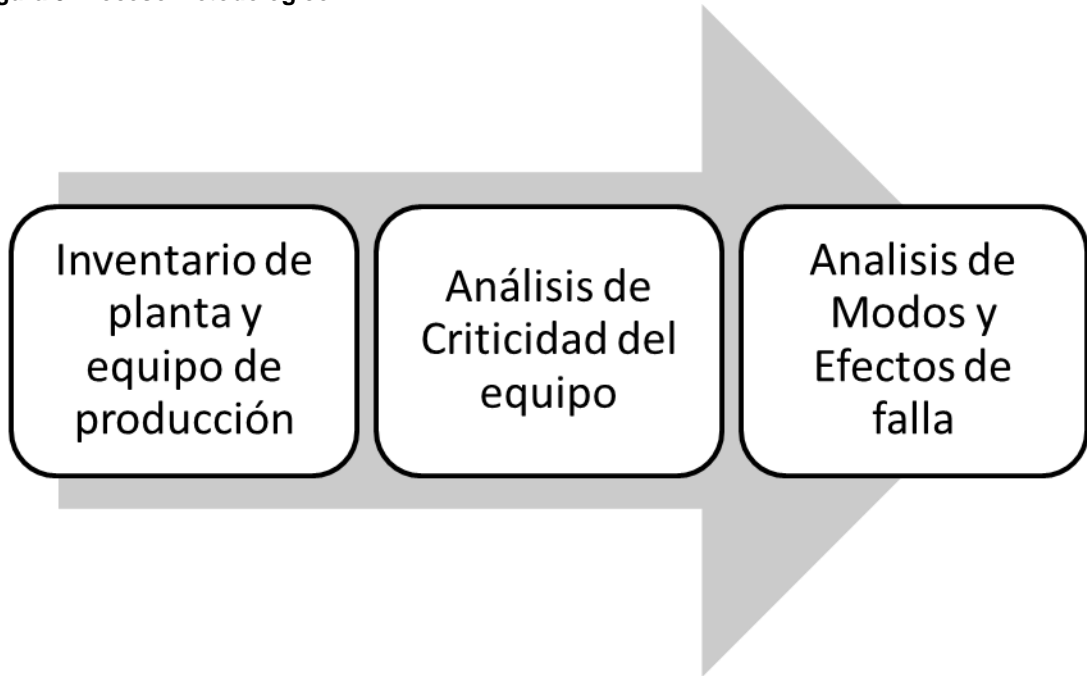 Inventario de
planta y
equipo de
producción
Análisis de
Criticidad del
equipo
Analisis de
Modos y
Efectos de
falla